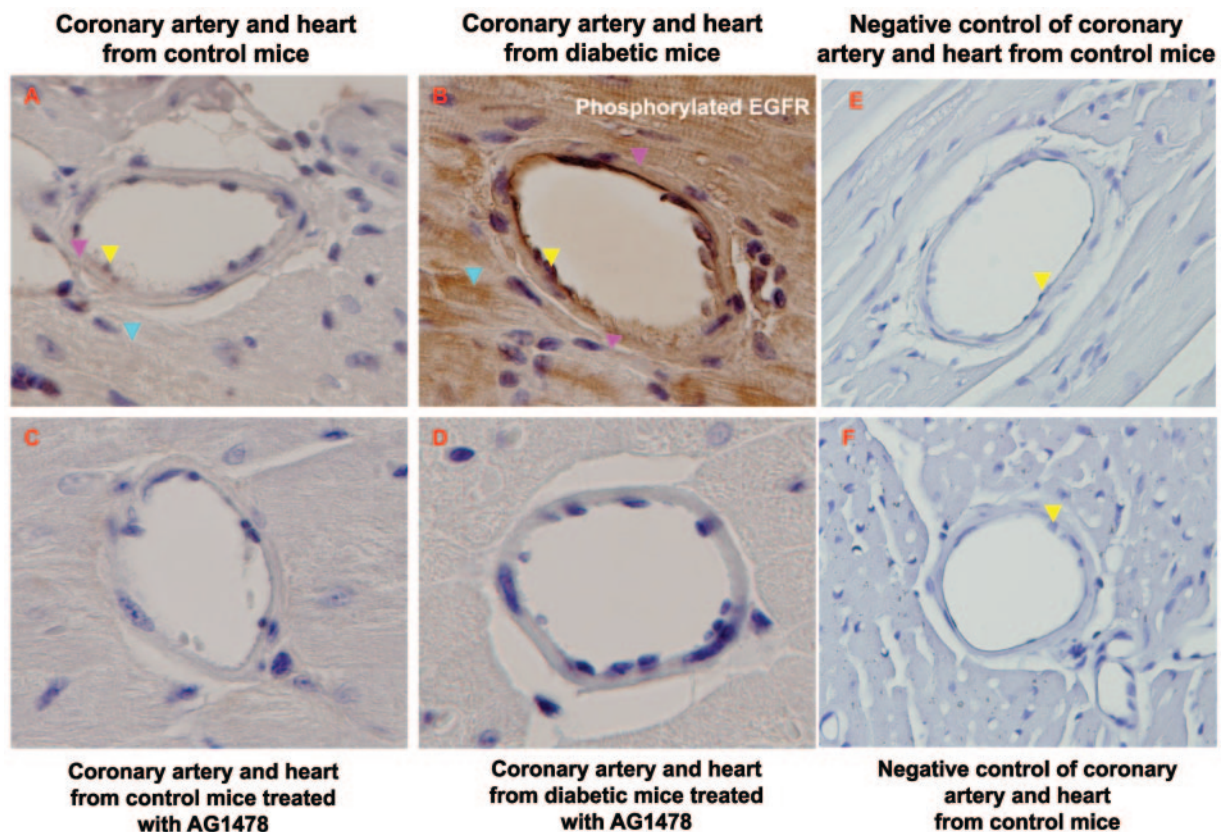 Coronary artery and heart
from control mice
Coronary artery and heart
from diabetic mice
Negative control of coronary
artery and heart from control mice
A
B
Phosphorylated EGFR
E
C
D
F
Coronary artery and heart
from control mice treated
with AG1478
Coronary artery and heart
from diabetic mice treated
with AG1478
Negative control of coronary
artery and heart
from control mice